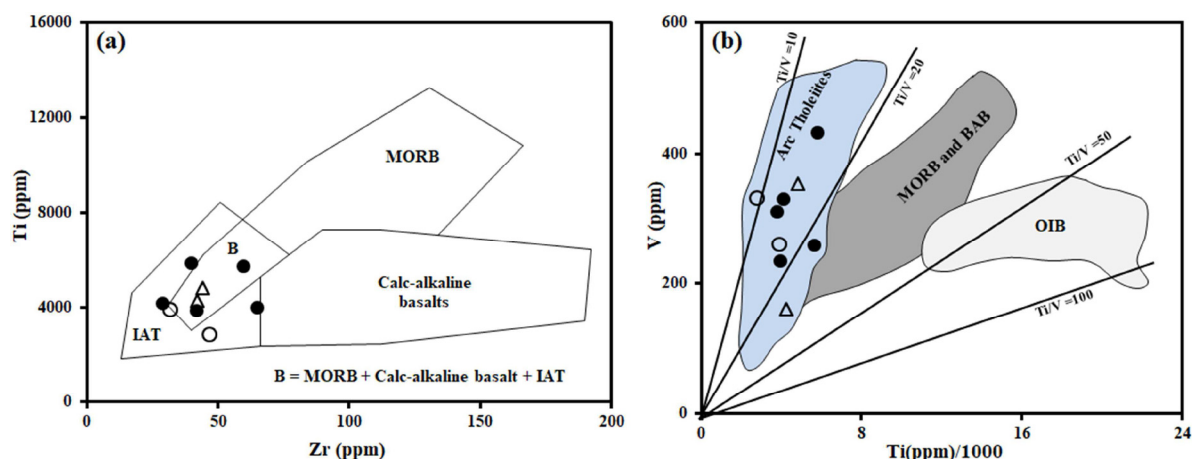 (a)
16000
12000
8000
4000
0
Ti (ppm)
MORB
B
Calc-alkaline
basalts
IAT
B = MORB + Calc-alkaline basalt + IAT
0
50
100
150
200
Zr (ppm)
(b)
600
400
200
0
V (ppm)
Ti/V =10
Ti/V =20
Arc Tholeiites
MORB and BAB
Ti/V =50
OIB
Ti/V =100
0
8
16
24
Ti(ppm)/1000